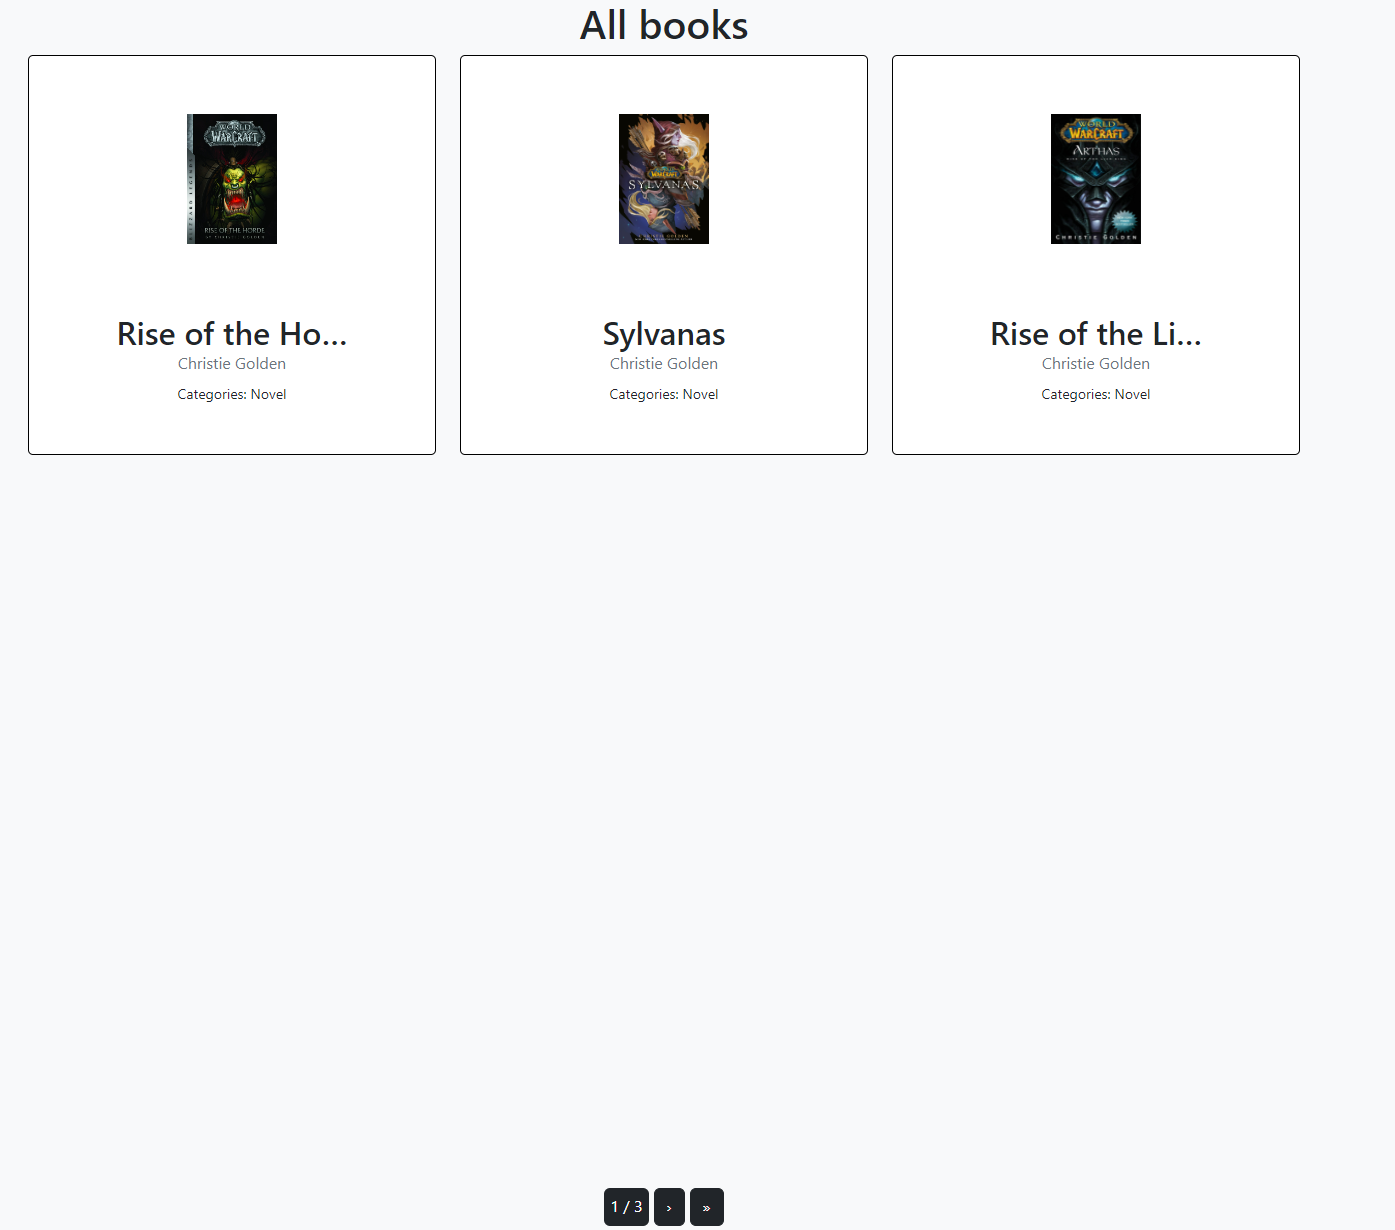 All books
WORLD
WARCRAFT
BLIZZARD LEGENDS
RISE OF THE HORDE
WARCRAFT
SYLVANAS
WORLD
WARCRAFT
ARTHAS
CHRISTIE GOLDEN
Rise of the Ho...
Christie Golden
Categories: Novel
Sylvanas
Christie Golden
Categories: Novel
Rise of the Li...
Christie Golden
Categories: Novel
1 / 3
›
»